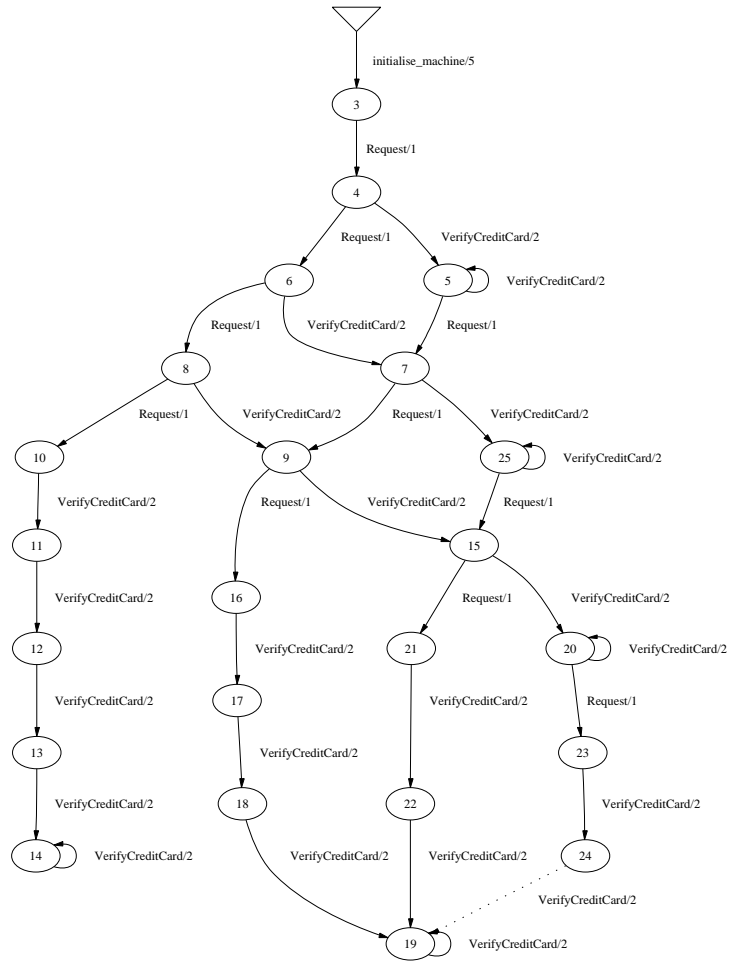 initialise_machine/5
3
Request/1
4
Request/1
VerifyCreditCard/2
6
5
VerifyCreditCard/2
Request/1
VerifyCreditCard/2
Request/1
8
7
Request/1
VerifyCreditCard/2
Request/1
VerifyCreditCard/2
10
9
25
VerifyCreditCard/2
VerifyCreditCard/2
Request/1
VerifyCreditCard/2
Request/1
11
15
VerifyCreditCard/2
16
Request/1
VerifyCreditCard/2
12
VerifyCreditCard/2
21
20
VerifyCreditCard/2
VerifyCreditCard/2
17
VerifyCreditCard/2
Request/1
13
VerifyCreditCard/2
23
VerifyCreditCard/2
18
22
VerifyCreditCard/2
14
VerifyCreditCard/2
VerifyCreditCard/2
VerifyCreditCard/2
24
VerifyCreditCard/2
19
VerifyCreditCard/2